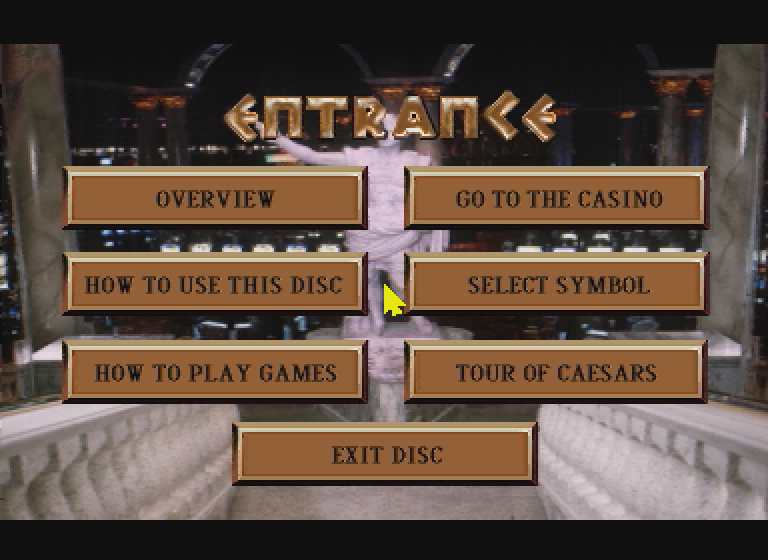 ENTRANCE
OVERVIEW
GO TO THE CASINO
HOW TO USE THIS DISC
SELECT SYMBOL
HOW TO PLAY GAMES
TOUR OF CAESARS
EXIT DISC